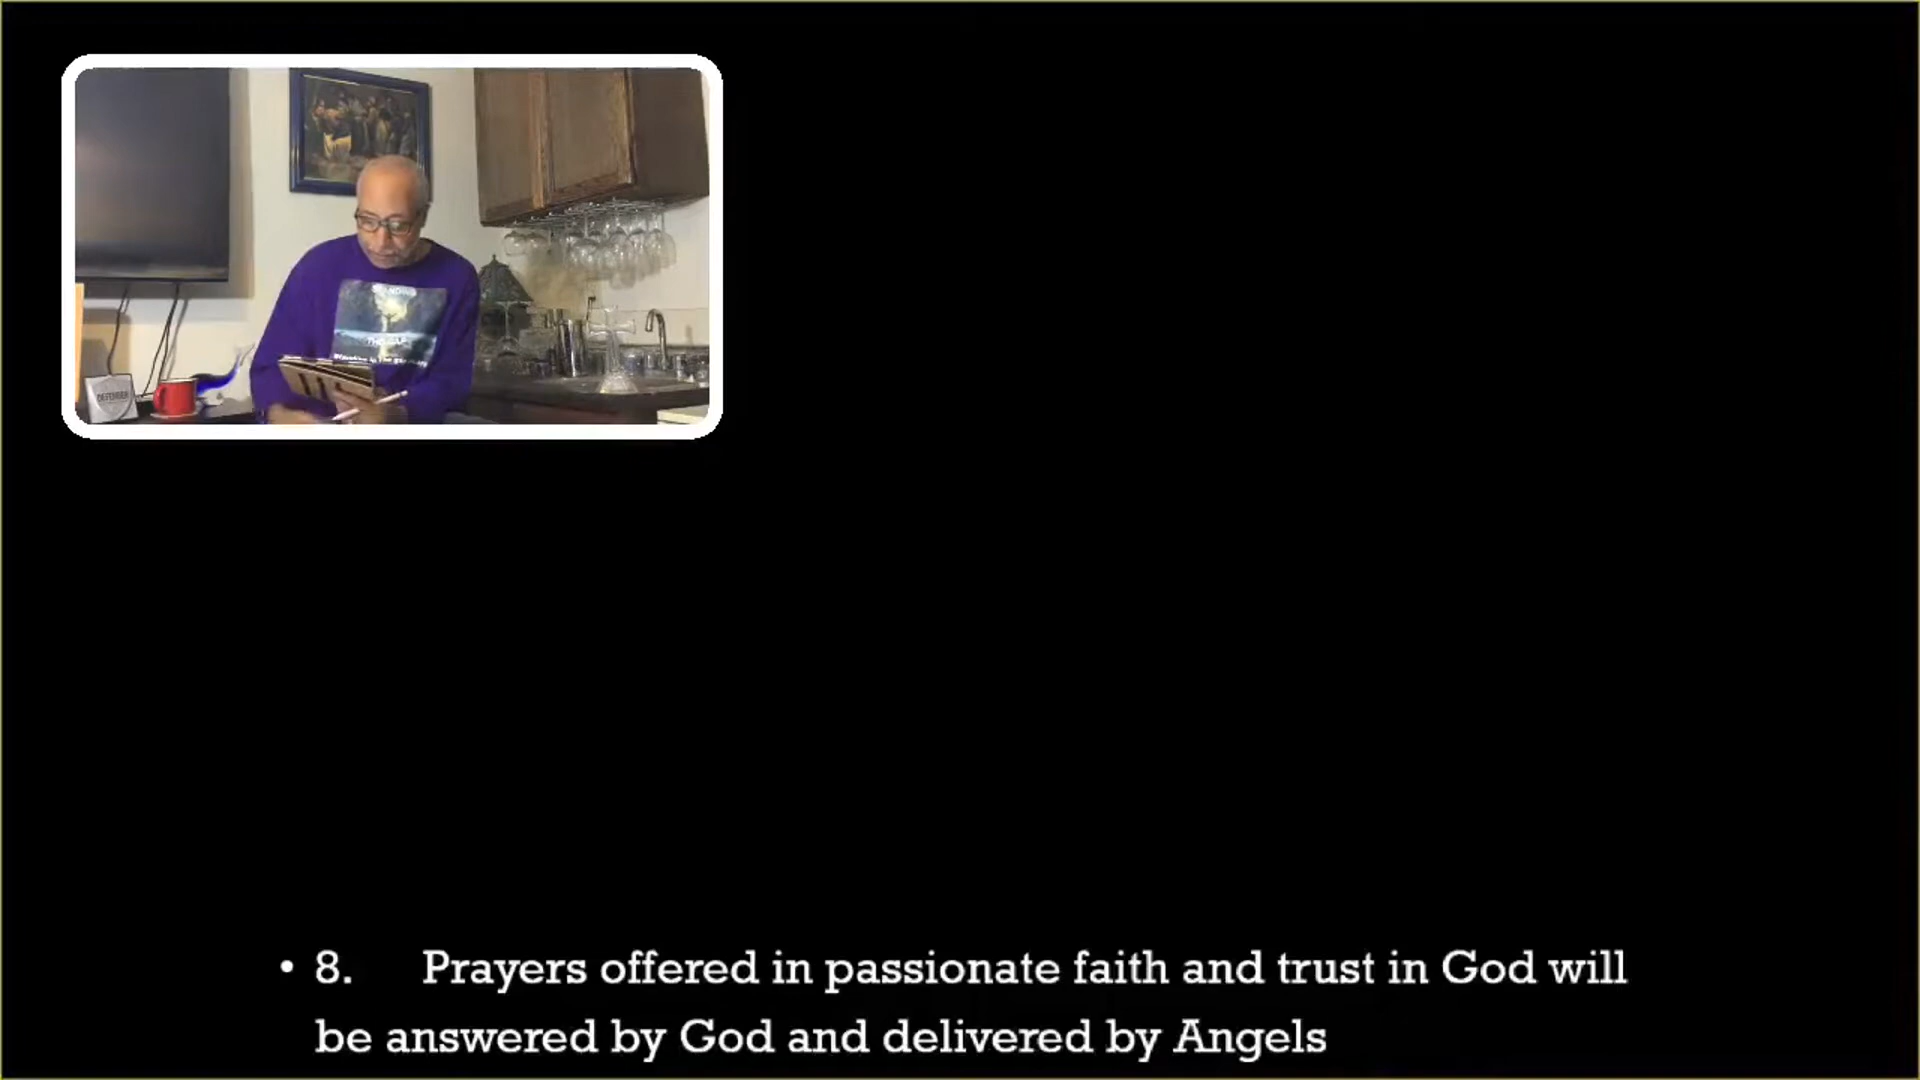 DEFENDER
• 8. Prayers offered in passionate faith and trust in God will
be answered by God and delivered by Angels